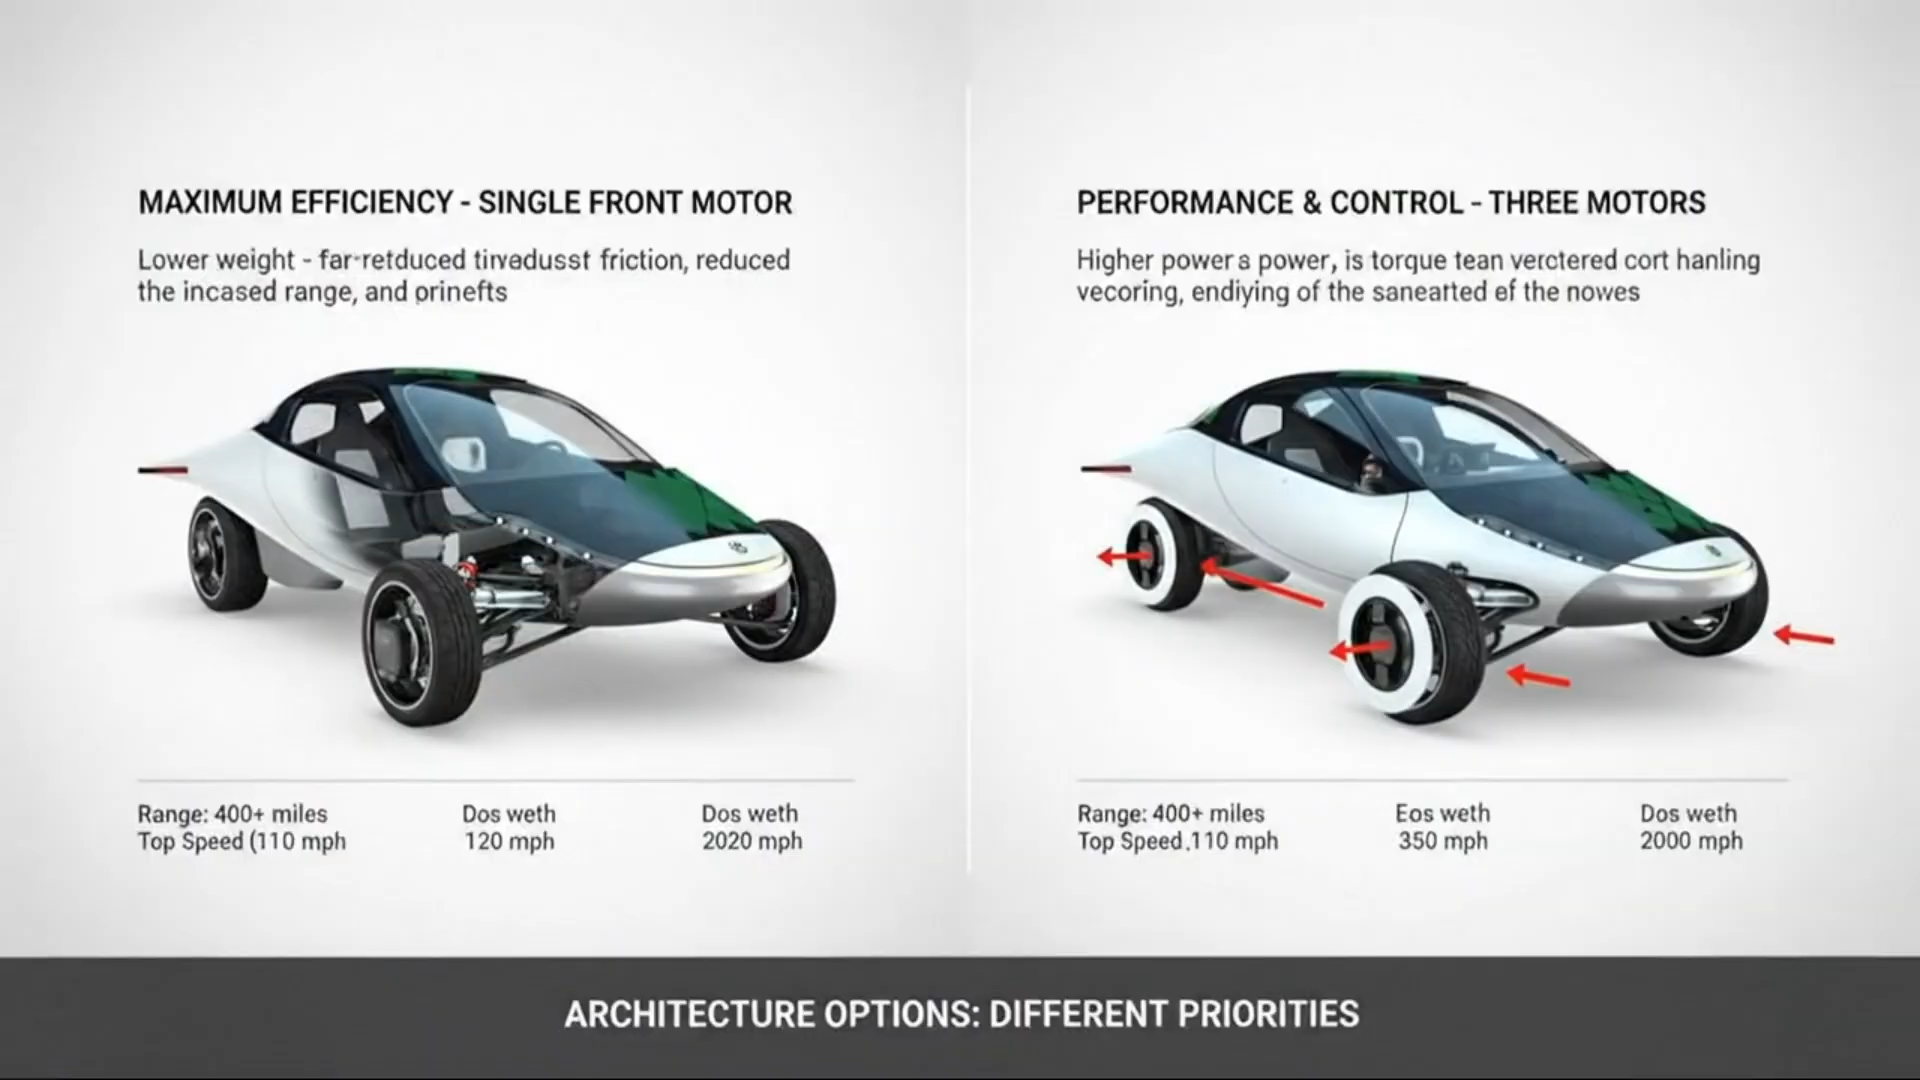 MAXIMUM EFFICIENCY - SINGLE FRONT MOTOR
Lower weight - far-retduced tirvadusst friction, reduced
the incased range, and prinefts
Range: 400+ miles
Top Speed (110 mph
Dos weth
120 mph
Dos weth
2020 mph
PERFORMANCE & CONTROL - THREE MOTORS
Higher power a power, is torque tean verctered cort hanling
vecoring, endiying of the sanearted ef the nowes
Range: 400+ miles
Top Speed.110 mph
Eos weth
350 mph
Dos weth
2000 mph
ARCHITECTURE OPTIONS: DIFFERENT PRIORITIES